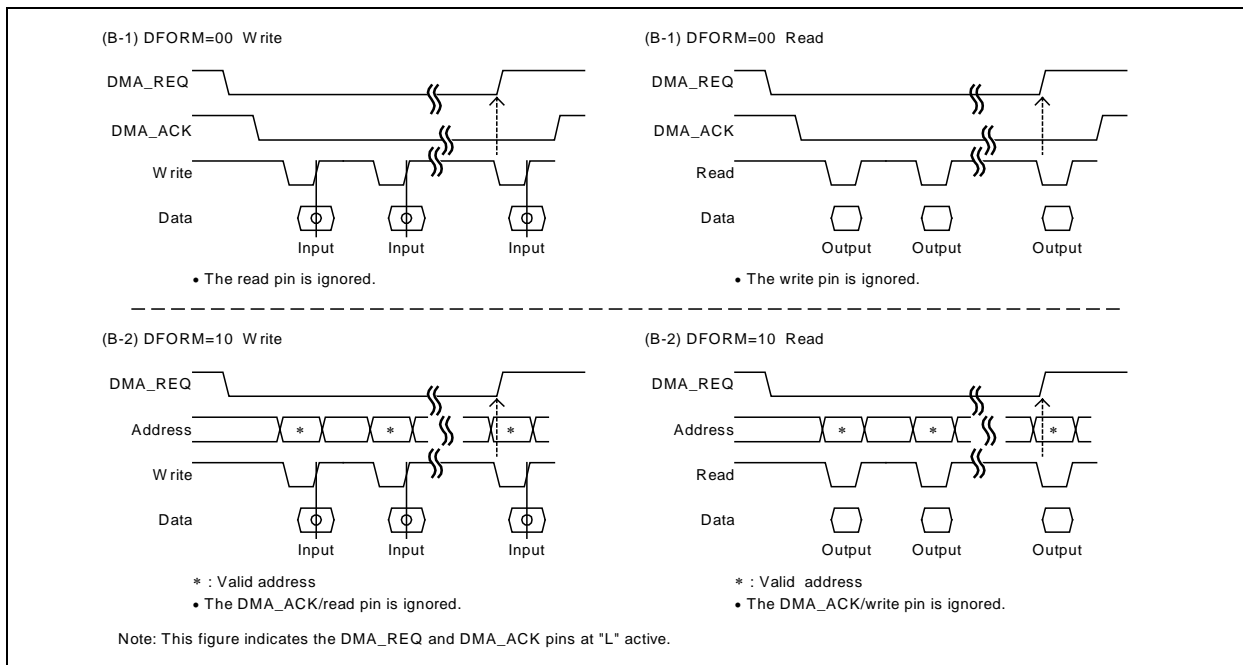 (B-1) DFORM=00 Write
DMA_REQ
DMA_ACK
Write
Data
Input Input Input
• The read pin is ignored.
(B-1) DFORM=00 Read
DMA_REQ
DMA_ACK
Read
Data
Output Output Output
• The write pin is ignored.
(B-2) DFORM=10 Write
DMA_REQ
Address * * *
Write
Data
Input Input Input
* : Valid address
• The DMA_ACK/read pin is ignored.
(B-2) DFORM=10 Read
DMA_REQ
Address * * *
Read
Data
Output Output Output
* : Valid address
• The DMA_ACK/write pin is ignored.
Note: This figure indicates the DMA_REQ and DMA_ACK pins at "L" active.